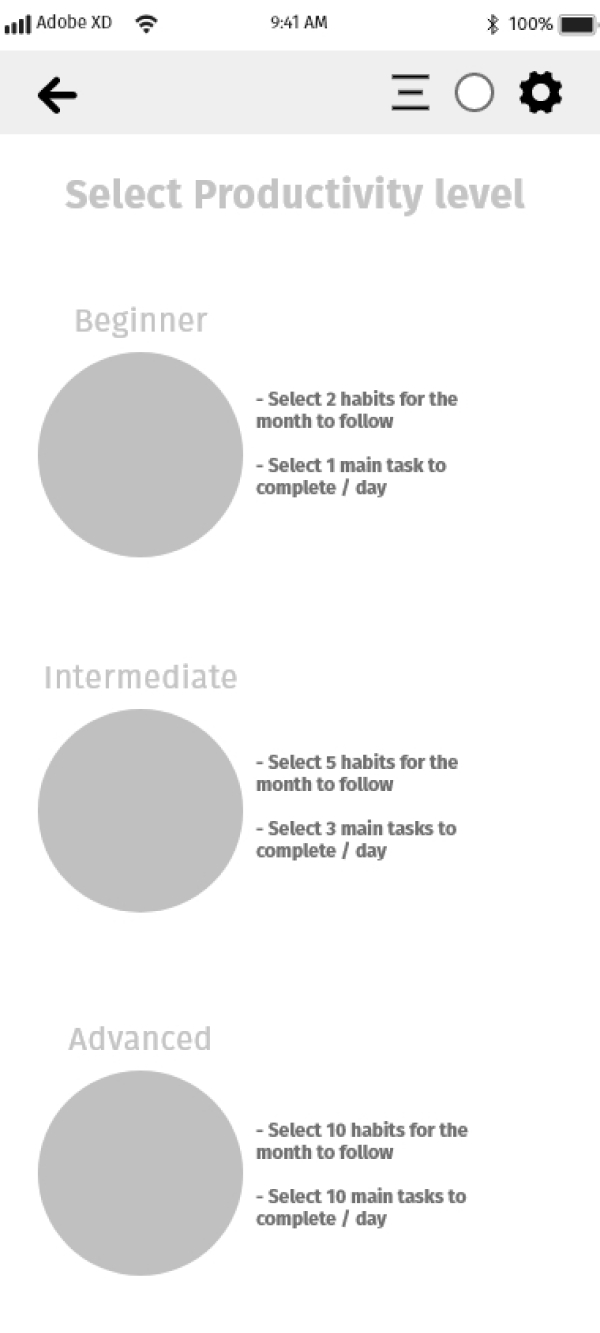 Adobe XD 9:41 AM 100%
Select Productivity level
Beginner
- Select 2 habits for the
month to follow
- Select 1 main task to
complete / day
Intermediate
- Select 5 habits for the
month to follow
- Select 3 main tasks to
complete / day
Advanced
- Select 10 habits for the
month to follow
- Select 10 main tasks to
complete / day